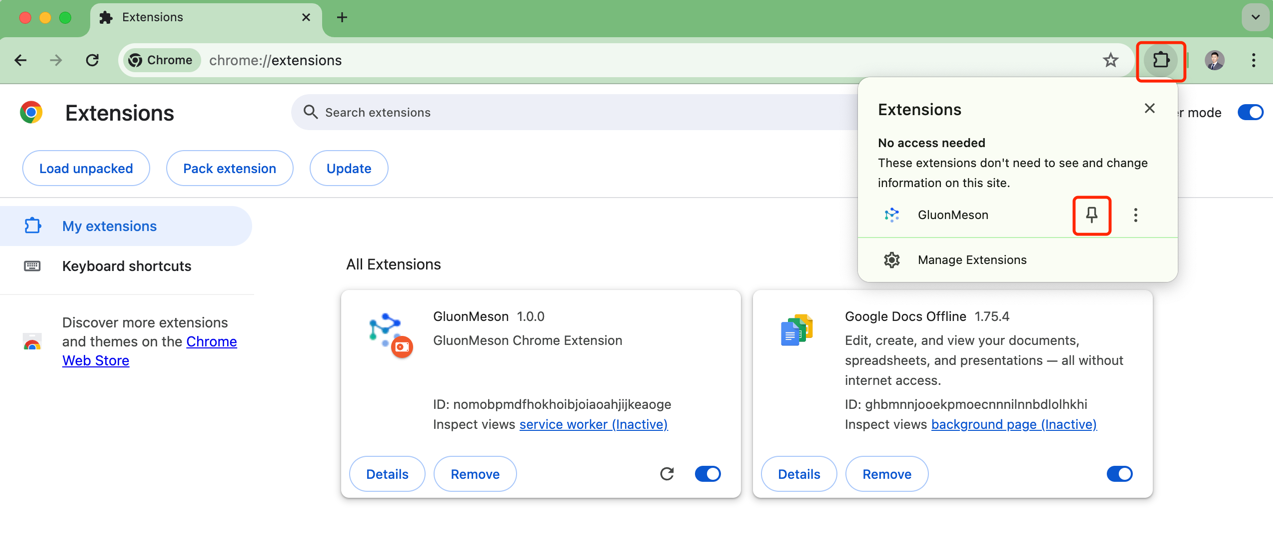 Extensions
Chrome
chrome://extensions
Extensions
Search extensions
r mode
Load unpacked
Pack extension
Update
Extensions
No access needed
These extensions don't need to see and change
information on this site.
GluonMeson
Manage Extensions
My extensions
Keyboard shortcuts
Discover more extensions
and themes on the Chrome
Web Store
All Extensions
GluonMeson 1.0.0
GluonMeson Chrome Extension
ID: nomobpmdfhokhoibjoiaoahjijkeaoge
Inspect views service worker (Inactive)
Details
Remove
Google Docs Offline 1.75.4
Edit, create, and view your documents,
spreadsheets, and presentations — all without
internet access.
ID: ghbmnnjooekpmoecnnnilnnbdlolhkhi
Inspect views background page (Inactive)
Details
Remove